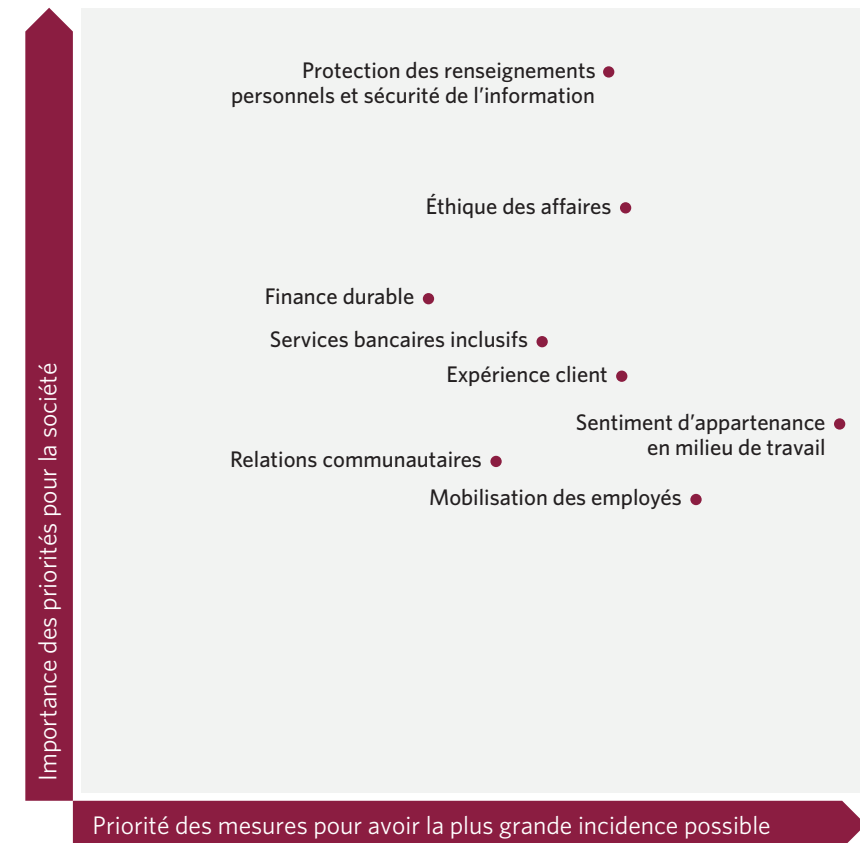 Protection des renseignements
personnels et sécurité de l'information
Éthique des affaires
Finance durable
Services bancaires inclusifs
Expérience client
Sentiment d'appartenance
en milieu de travail
Relations communautaires
Mobilisation des employés
Importance des priorités pour la société
Priorité des mesures pour avoir la plus grande incidence possible